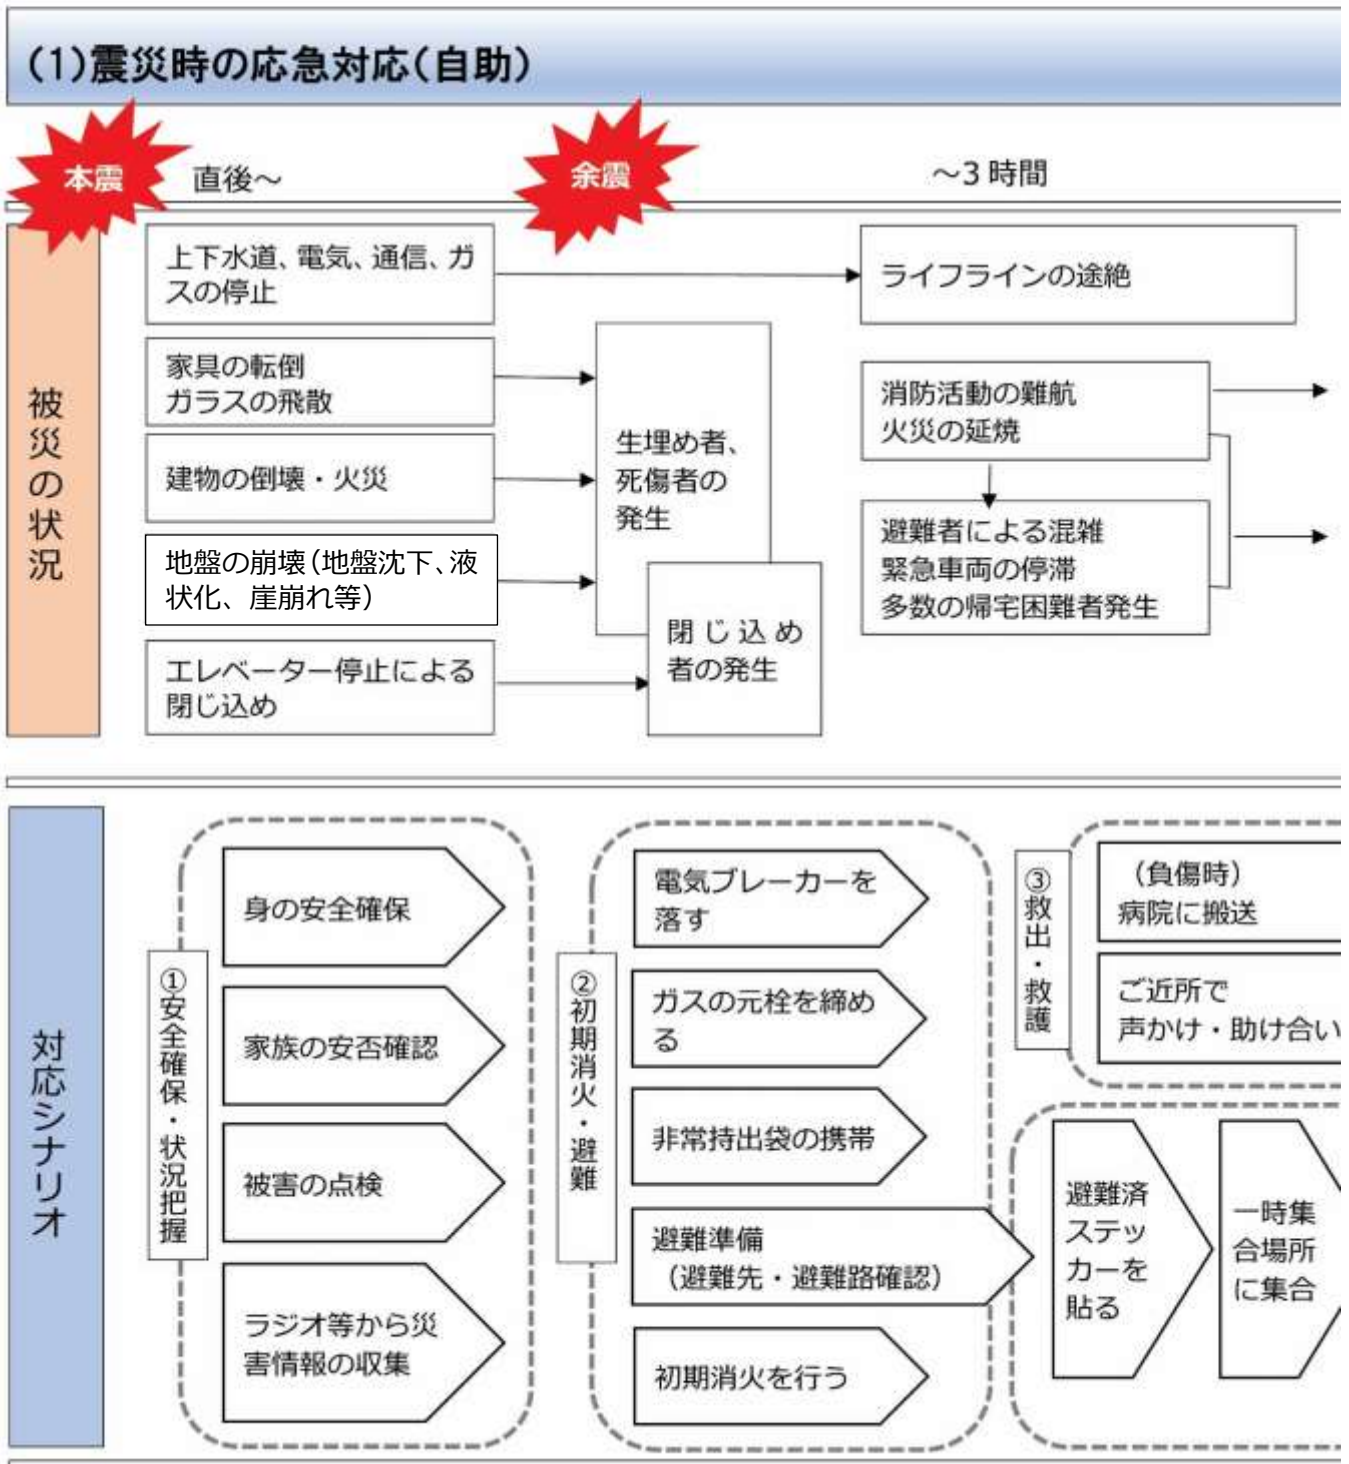 (1)震災時の応急対応(自助)
本震
直後～
余震
～3 時間
被災の状況
上下水道、電気、通信、ガ
スの停止
ライフラインの途絶
家具の転倒
ガラスの飛散
建物の倒壊・火災
地盤の崩壊(地盤沈下、液
状化、崖崩れ等)
エレベーター停止による
閉じ込め
生埋め者、
死傷者の
発生
閉じ込め
者の発生
消防活動の難航
火災の延焼
避難者による混雑
緊急車両の停滞
多数の帰宅困難者発生
対応シナリオ
①安全確保・状況把握
身の安全確保
家族の安否確認
被害の点検
ラジオ等から災
害情報の収集
②初期消火・避難
電気ブレーカーを
落す
ガスの元栓を締め
る
非常持出袋の携帯
避難準備
（避難先・避難路確認）
初期消火を行う
③救出・救護
（負傷時）
病院に搬送
ご近所で
声かけ・助け合い
避難済
ステッ
カーを
貼る
一時集
合場所
に集合